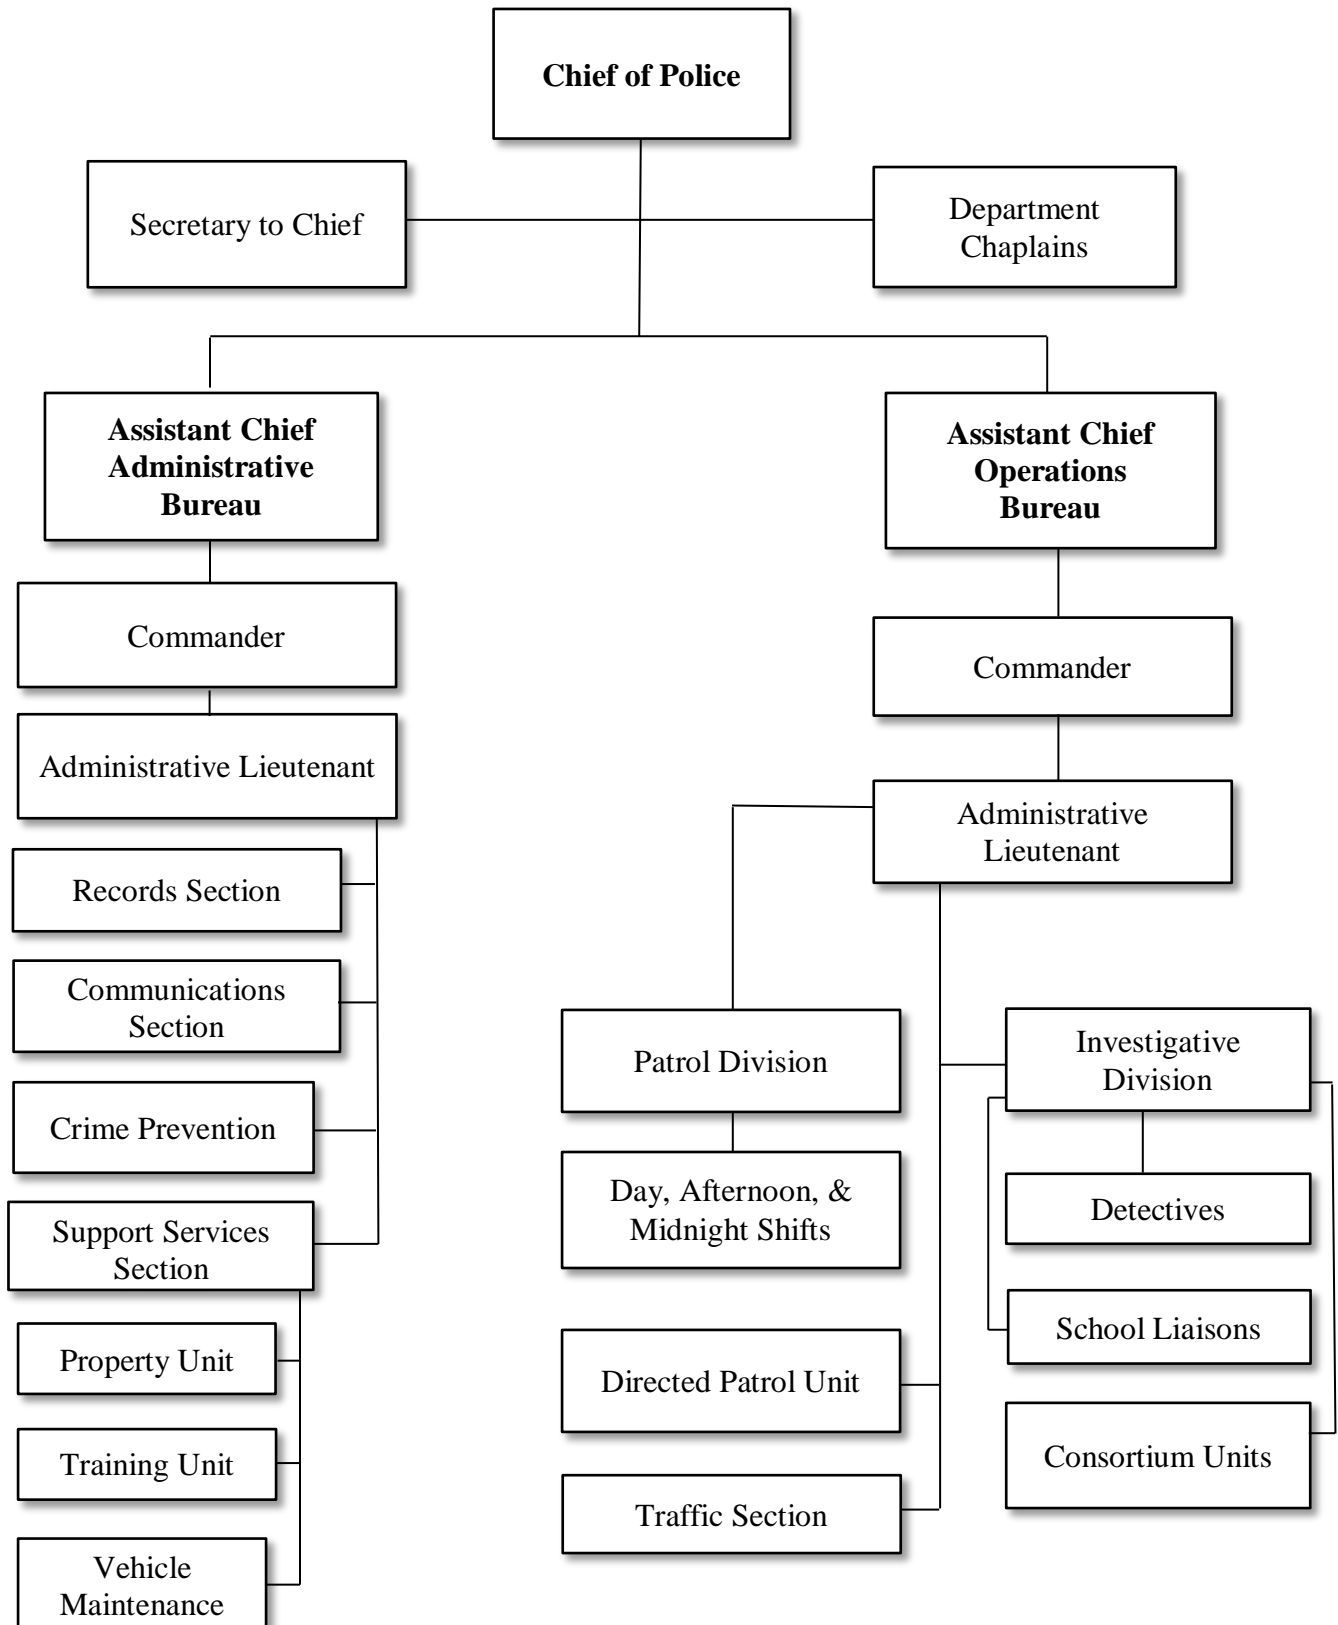 Chief of Police
Secretary to Chief
Department
Chaplains
Assistant Chief
Administrative
Bureau
Assistant Chief
Operations
Bureau
Commander
Commander
Administrative Lieutenant
Administrative
Lieutenant
Records Section
Communications
Section
Crime Prevention
Support Services
Section
Property Unit
Training Unit
Vehicle
Maintenance
Patrol Division
Day, Afternoon, &
Midnight Shifts
Directed Patrol Unit
Traffic Section
Investigative
Division
Detectives
School Liaisons
Consortium Units